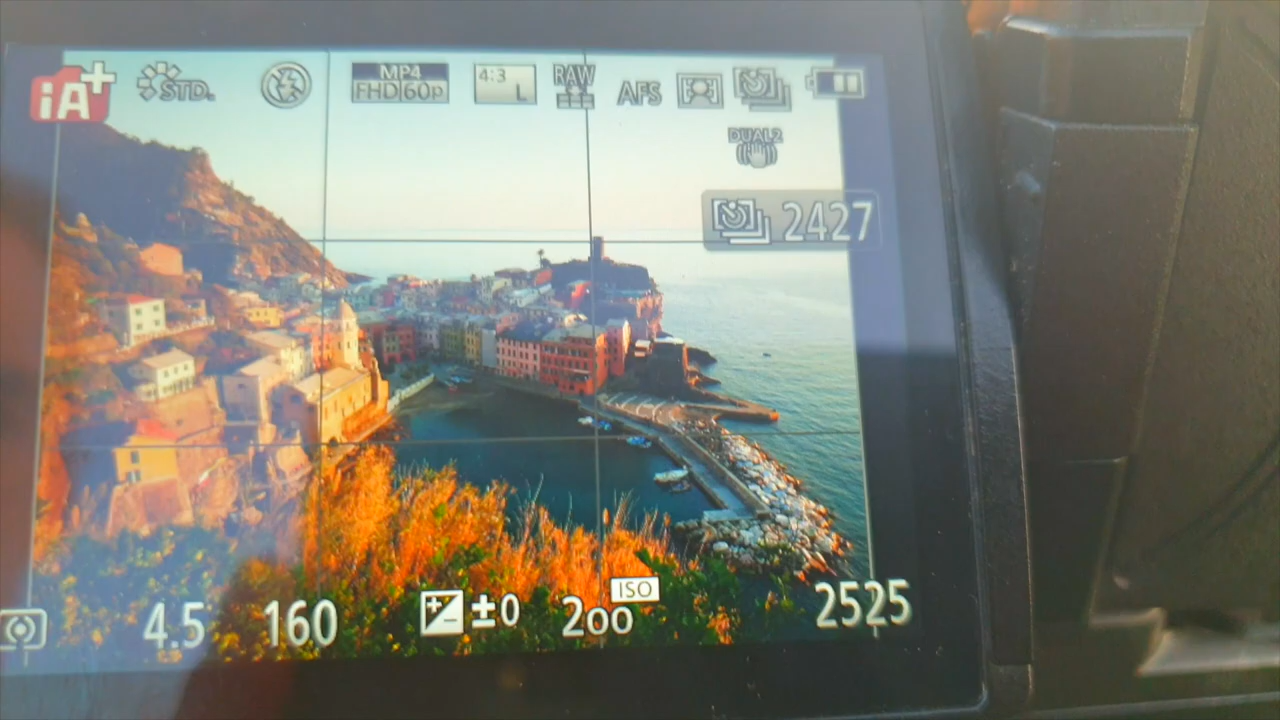 iA+ STD. MP4 FHD 60p 4:3 L RAW AFS
DUAL2
2427
4.5 160 ±0 ISO 200 2525